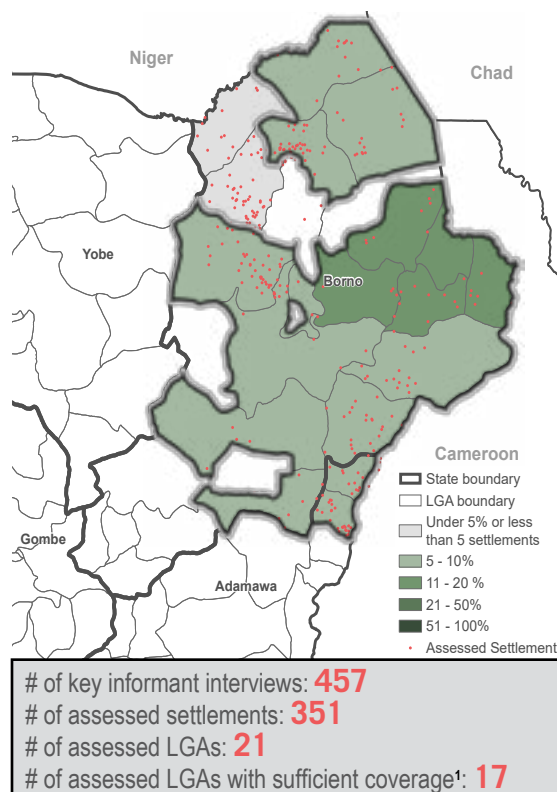 Niger
Chad
Yobe
Borno
Cameroon
State boundary
LGA boundary
Under 5% or less
than 5 settlements
5 - 10%
11 - 20 %
21 - 50%
51 - 100%
Assessed Settlement
Gombe
Adamawa
# of key informant interviews: 457
# of assessed settlements: 351
# of assessed LGAs: 21
# of assessed LGAs with sufficient coverage¹: 17